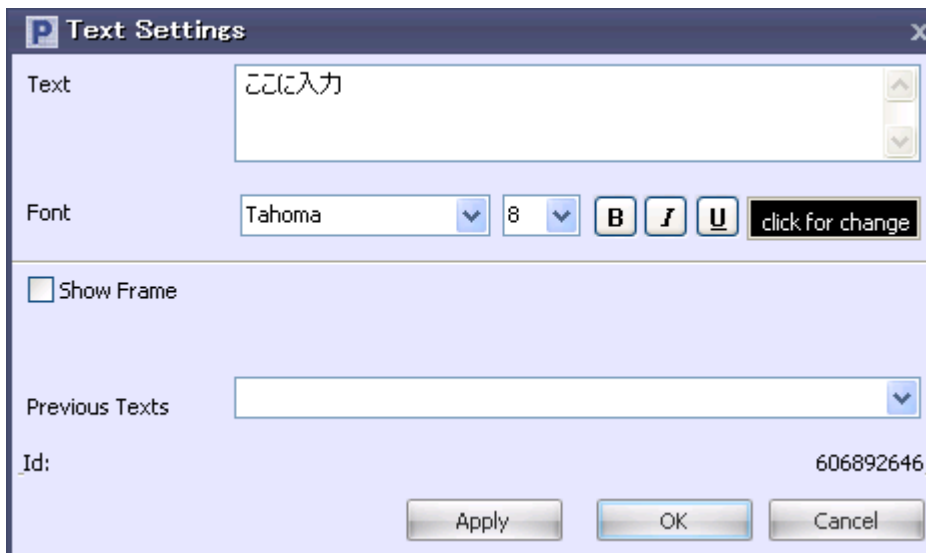 P Text Settings x
Text ここに入力
Font Tahoma 8 B I U click for change
Show Frame
Previous Texts
Id: 606892646
Apply OK Cancel